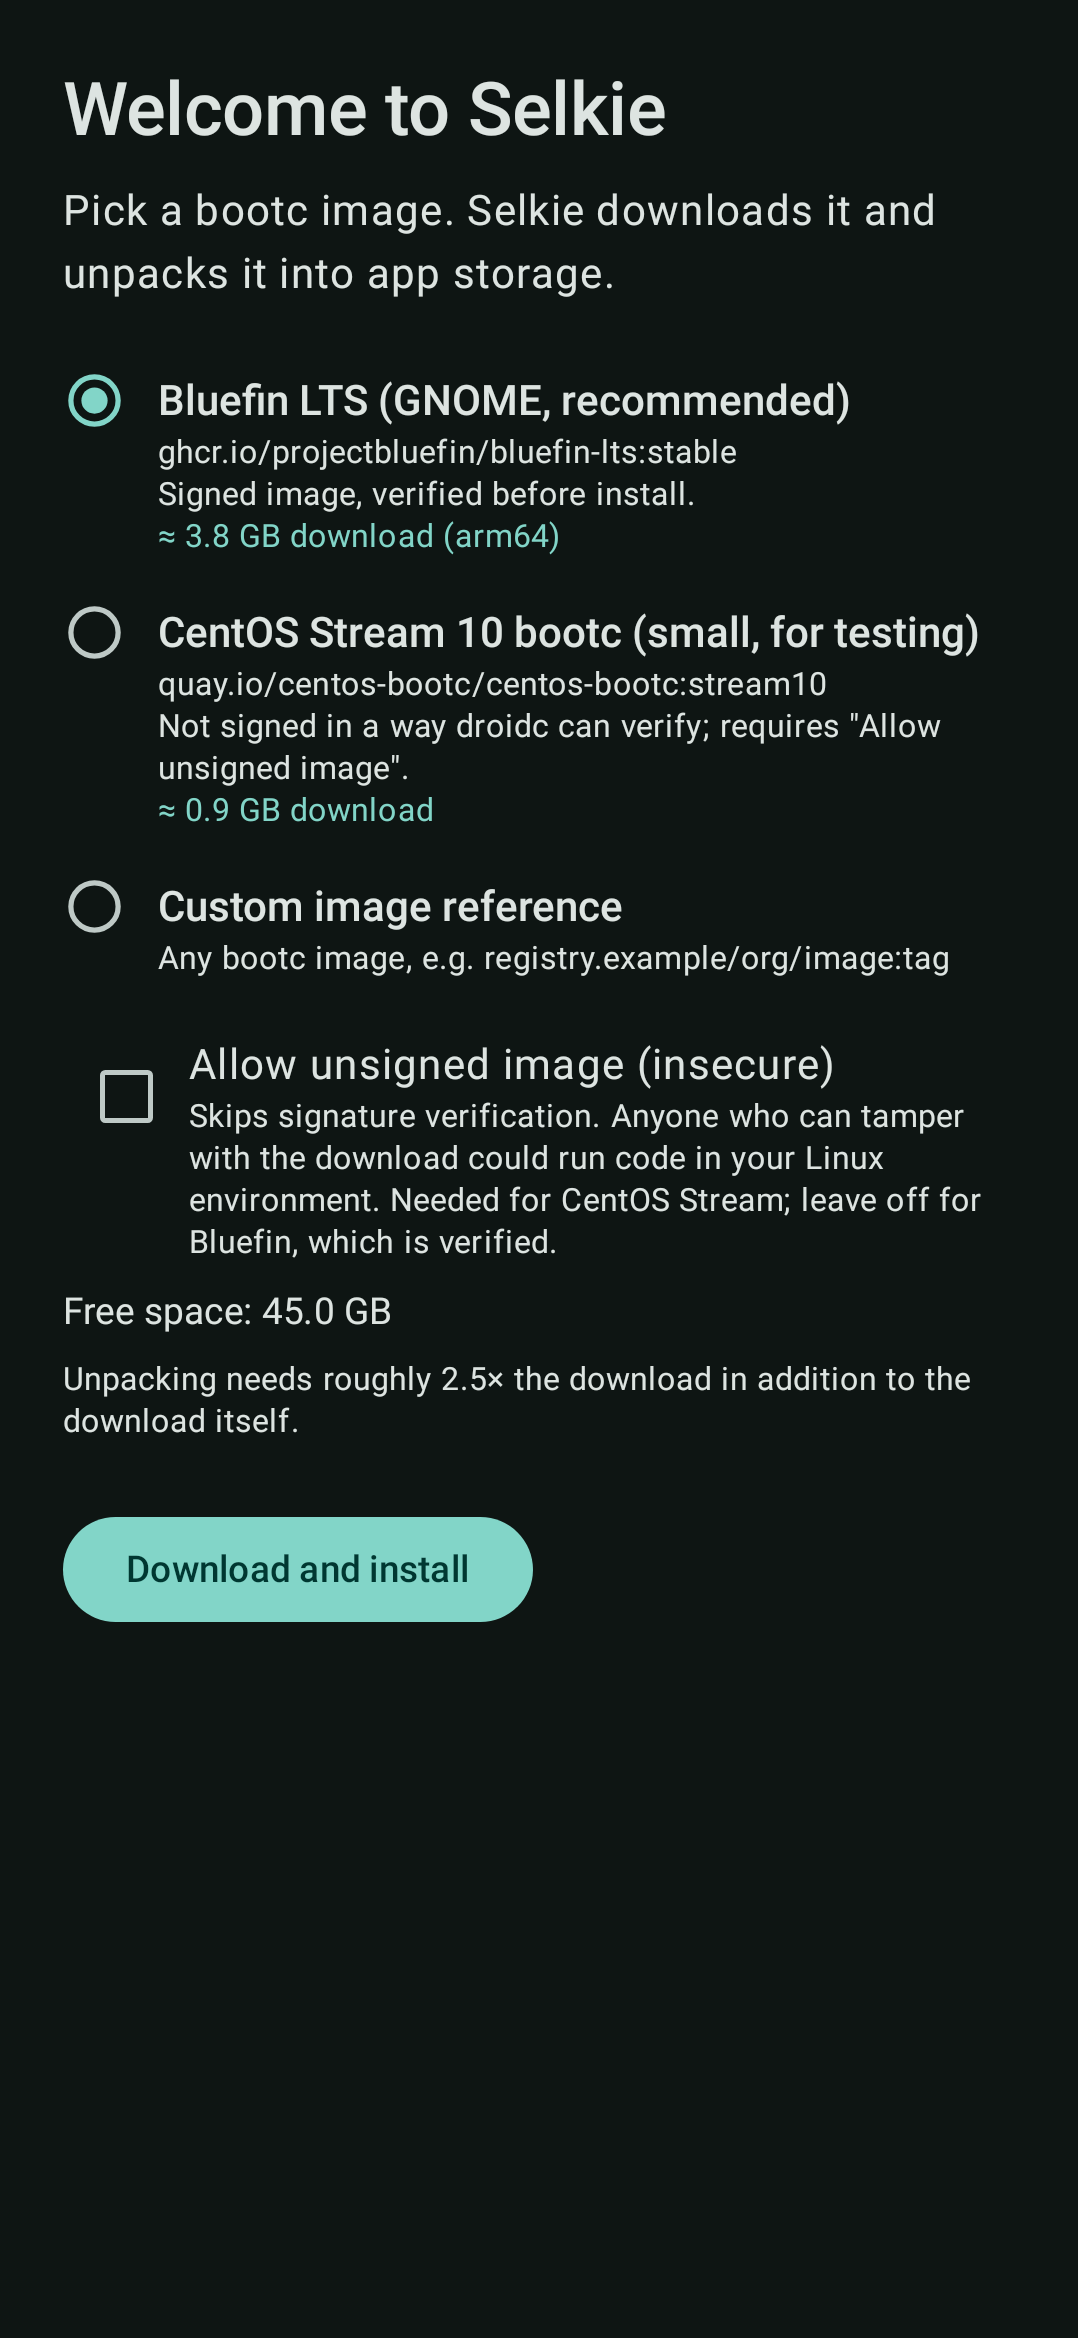 Welcome to Selkie
Pick a bootc image. Selkie downloads it and
unpacks it into app storage.
Bluefin LTS (GNOME, recommended)
ghcr.io/projectbluefin/bluefin-lts:stable
Signed image, verified before install.
≈ 3.8 GB download (arm64)
CentOS Stream 10 bootc (small, for testing)
quay.io/centos-bootc/centos-bootc:stream10
Not signed in a way droidc can verify; requires "Allow
unsigned image".
≈ 0.9 GB download
Custom image reference
Any bootc image, e.g. registry.example/org/image:tag
Allow unsigned image (insecure)
Skips signature verification. Anyone who can tamper
with the download could run code in your Linux
environment. Needed for CentOS Stream; leave off for
Bluefin, which is verified.
Free space: 45.0 GB
Unpacking needs roughly 2.5× the download in addition to the
download itself.
Download and install